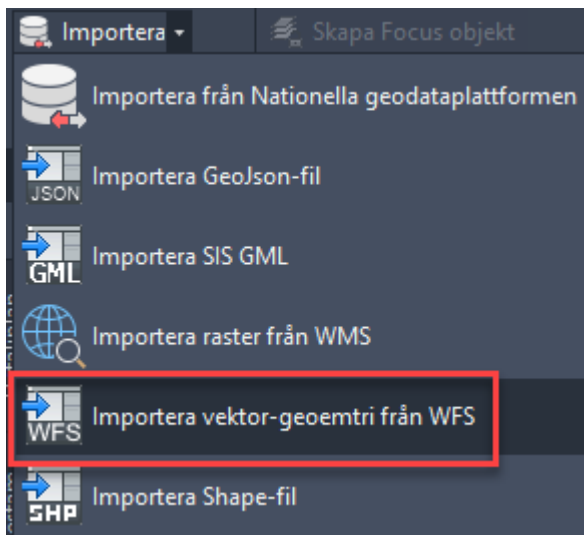 Importera
Skapa Focus objekt
Importera från Nationella geodataplattformen
JSON
Importera GeoJson-fil
GML
Importera SIS GML
Importera raster från WMS
WFS
Importera vektor-geoemtri från WFS
SHP
Importera Shape-fil